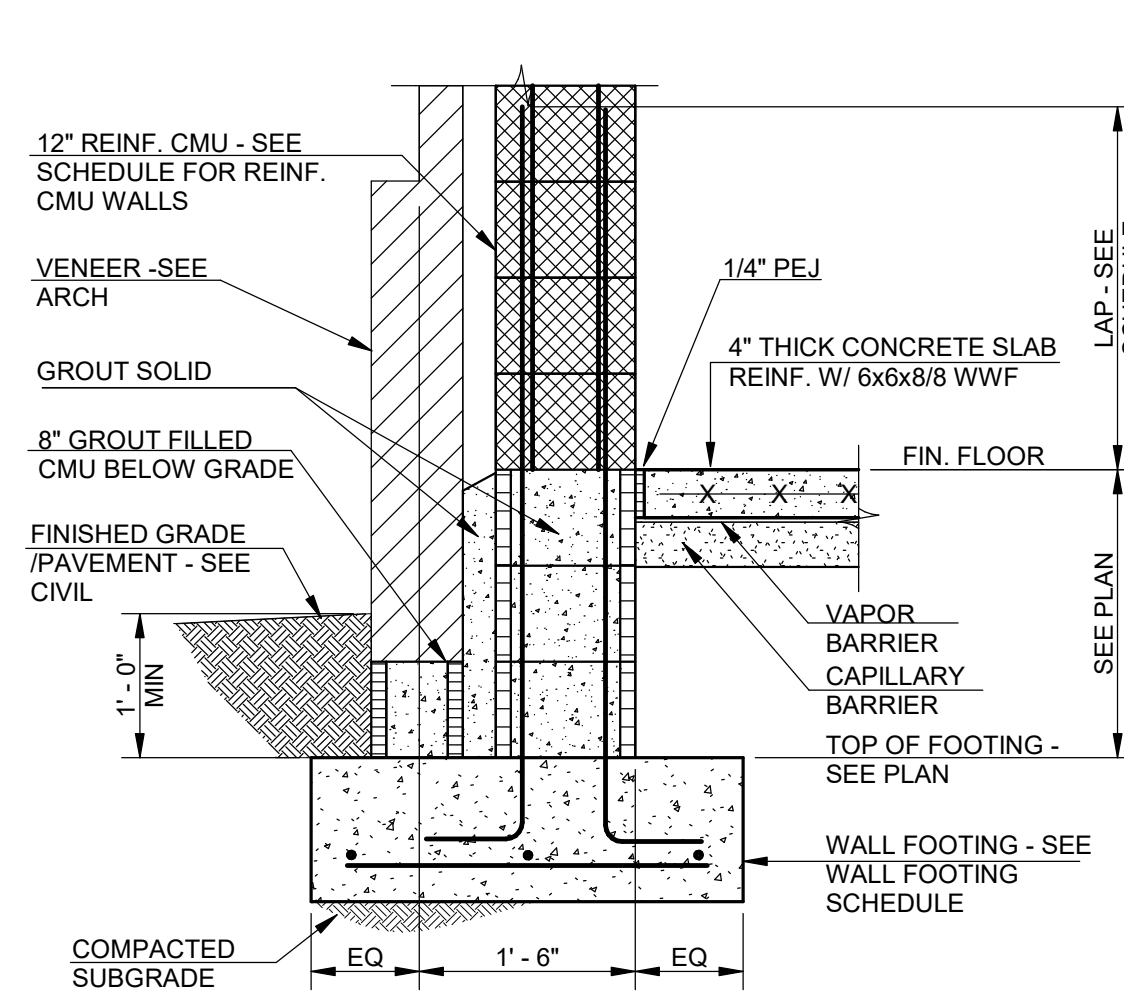 12" REINF. CMU - SEE
SCHEDULE FOR REINF.
CMU WALLS
VENEER -SEE
ARCH
GROUT SOLID
8" GROUT FILLED
CMU BELOW GRADE
FINISHED GRADE
/PAVEMENT - SEE
CIVIL
1' - 0"
MIN
COMPACTED
SUBGRADE
EQ
1' - 6"
EQ
1/4" PEJ
4" THICK CONCRETE SLAB
REINF. W/ 6x6x8/8 WWF
FIN. FLOOR
LAP - SEE
SEE PLAN
VAPOR
BARRIER
CAPILLARY
BARRIER
TOP OF FOOTING -
SEE PLAN
WALL FOOTING - SEE
WALL FOOTING
SCHEDULE
X X X